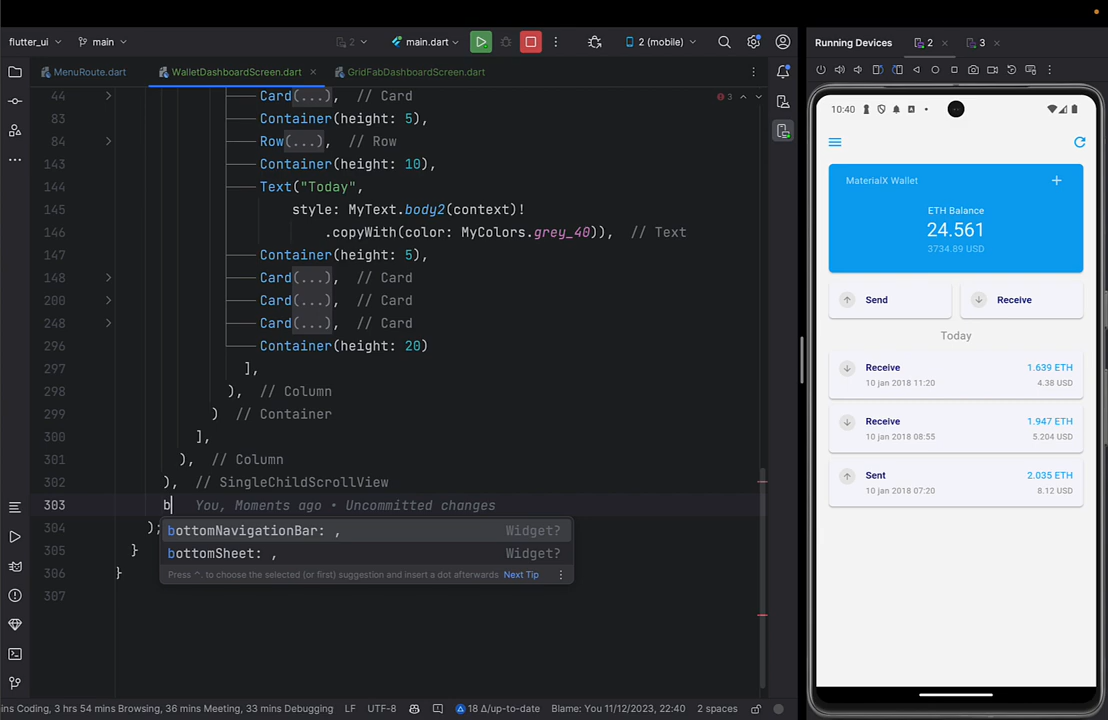 flutter_ui
main
2
main.dart
2 (mobile)
Running Devices
2
3
MenuRoute.dart
WalletDashboardScreen.dart
GridFabDashboardScreen.dart
44 Card(...), // Card
3
83 Container(height: 5),
84 Row(...), // Row
143 Container(height: 10),
144 Text("Today",
145 style: MyText.body2(context)!
146 .copyWith(color: MyColors.grey_40)), // Text
147 Container(height: 5),
148 Card(...), // Card
200 Card(...), // Card
248 Card(...), // Card
296 Container(height: 20)
297 ],
298 ), // Column
299 ) // Container
300 ],
301 ), // Column
302 ), // SingleChildScrollView
303 b You, Moments ago • Uncommitted changes
304 );
bottomNavigationBar: , Widget?
305 }
bottomSheet: , Widget?
306 }
Press ^. to choose the selected (or first) suggestion and insert a dot afterwards Next Tip
307
10:40
MaterialX Wallet
+
ETH Balance
24.561
3734.89 USD
Send
Receive
Today
Receive 1.639 ETH
10 jan 2018 11:20 4.38 USD
Receive 1.947 ETH
10 jan 2018 08:55 5.204 USD
Sent 2.035 ETH
10 jan 2018 07:20 8.12 USD
ins Coding, 3 hrs 54 mins Browsing, 36 mins Meeting, 33 mins Debugging
LF
UTF-8
18 Δ/up-to-date
Blame: You 11/12/2023, 22:40
2 spaces